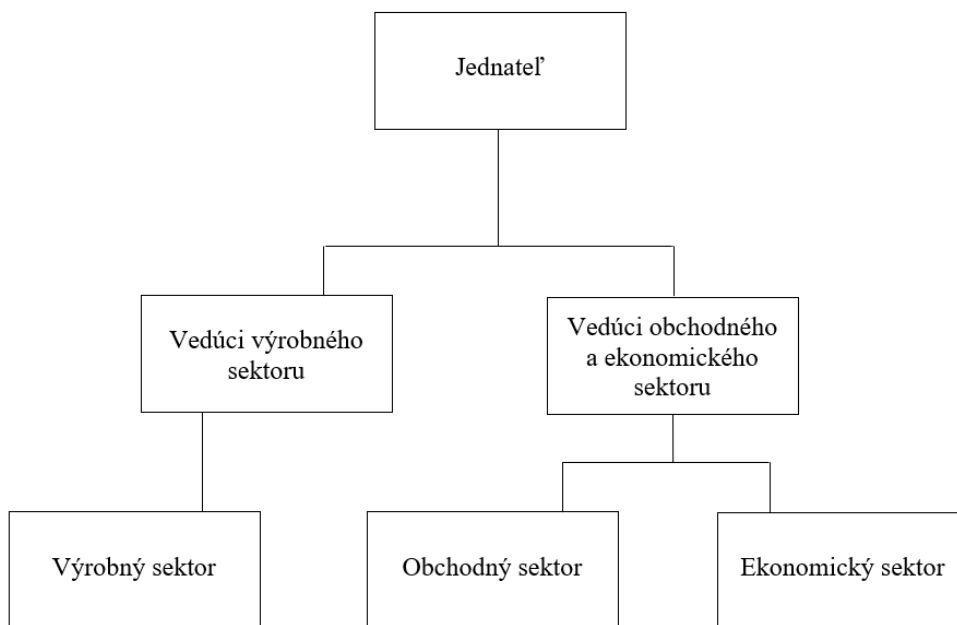 Jednateľ
Vedúci výrobného
sektoru
Vedúci obchodného
a ekonomického
sektoru
Výrobný sektor
Obchodný sektor
Ekonomický sektor